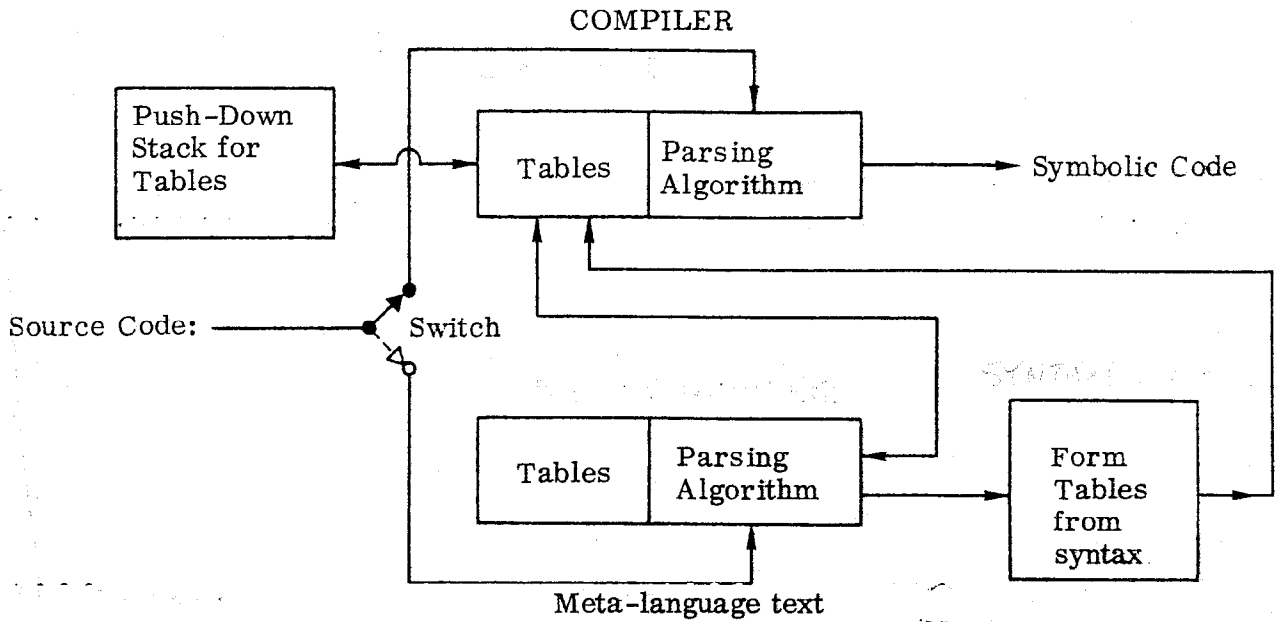 COMPILER
Push-Down
Stack for
Tables
Tables
Parsing
Algorithm
Symbolic Code
Source Code:
Switch
SYNTAX
Tables
Parsing
Algorithm
Form
Tables
from
syntax
Meta-language text